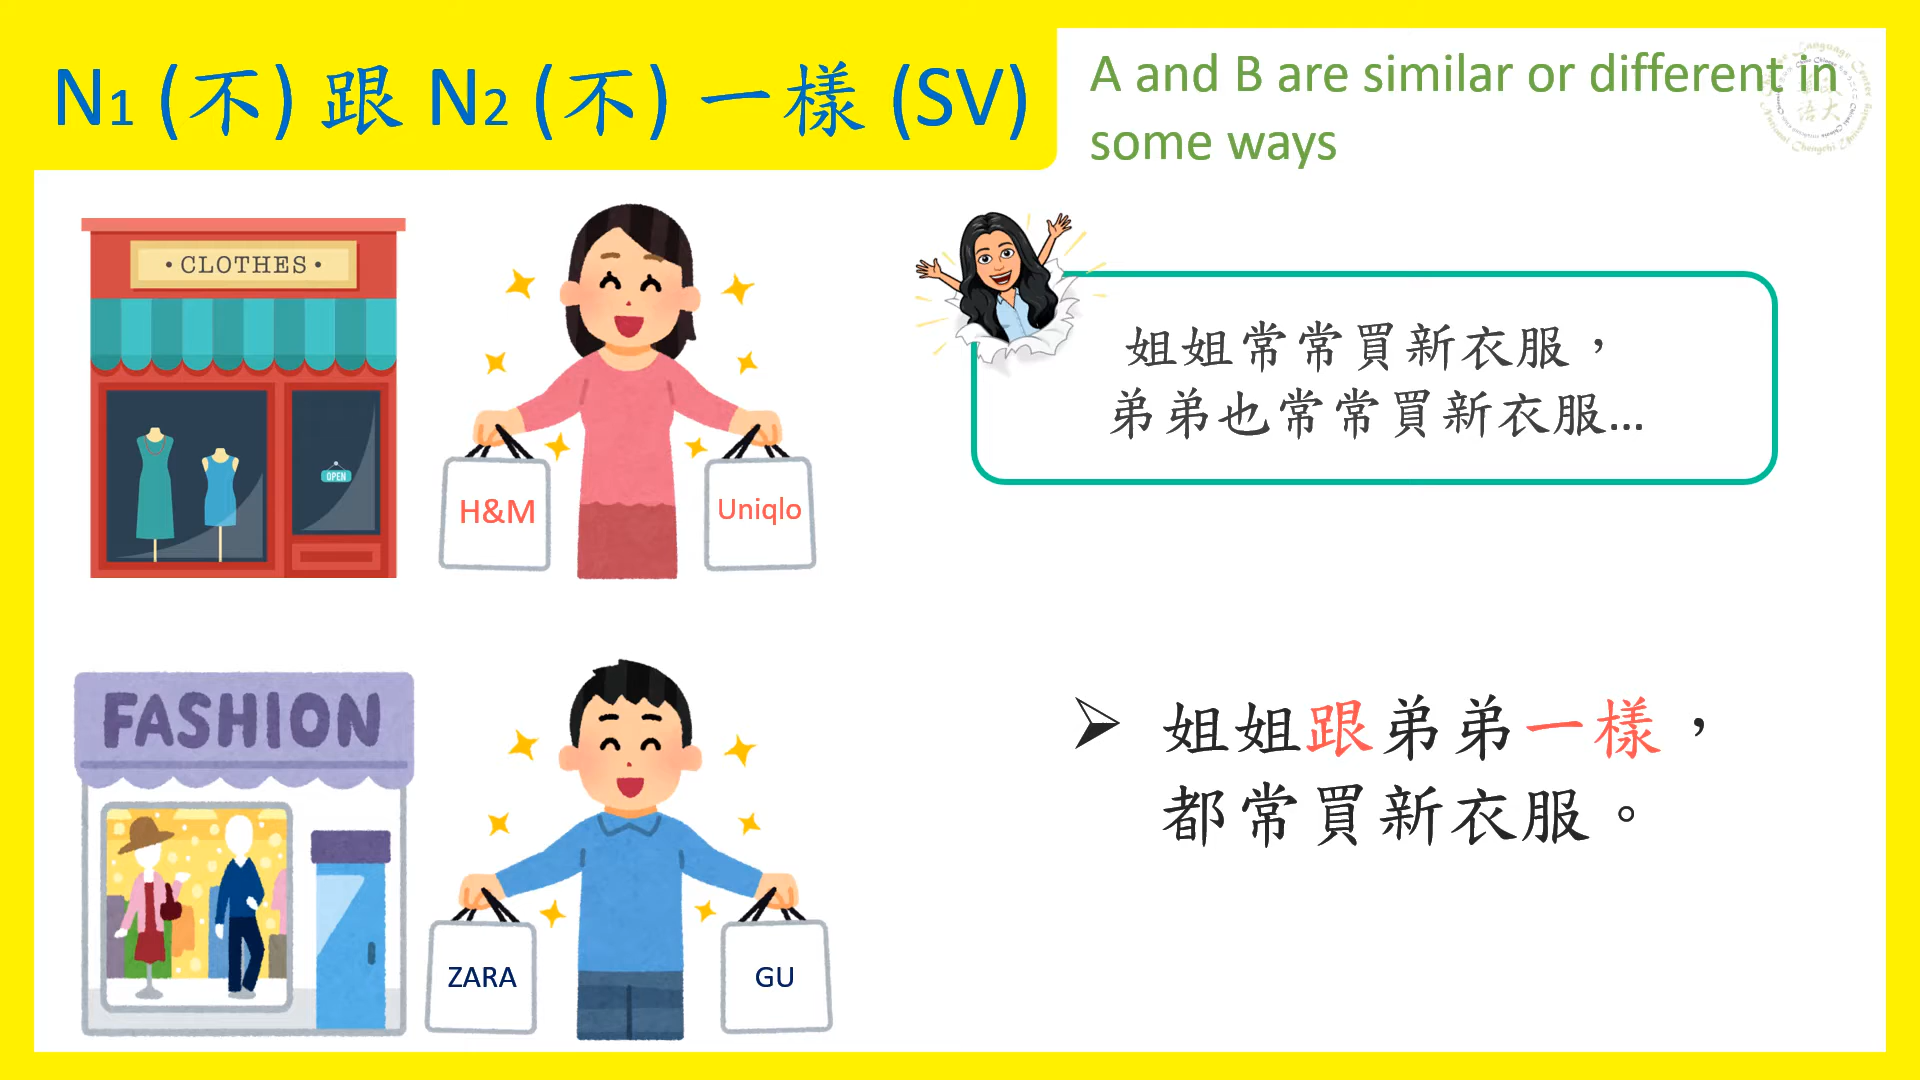 N1 (不) 跟 N2 (不) 一樣 (SV)
A and B are similar or different in
some ways
• CLOTHES •
OPEN
H&M
Uniqlo
姐姐常常買新衣服，
弟弟也常常買新衣服...
FASHION
ZARA
GU
➢ 姐姐跟弟弟一樣，
都常買新衣服。